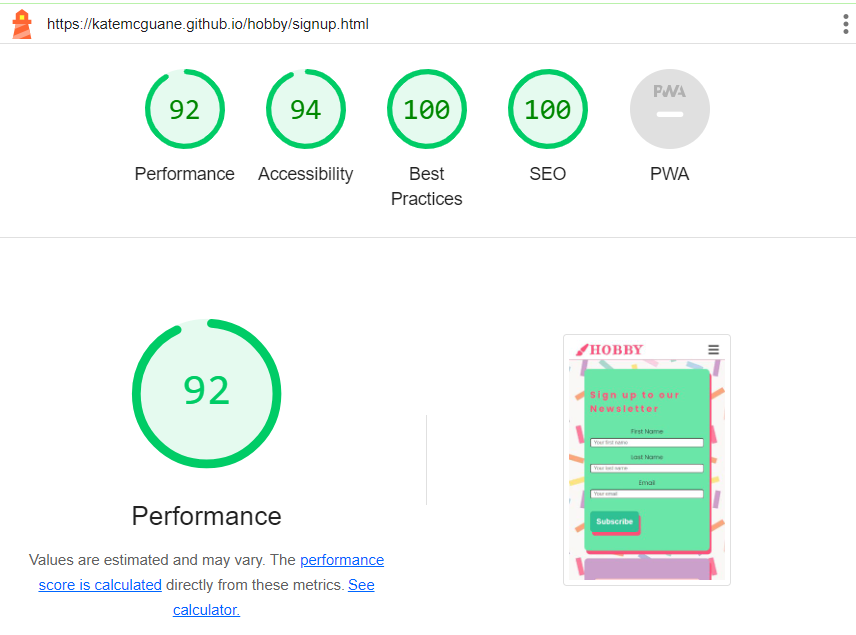 https://katemcguane.github.io/hobby/signup.html
92
94
100
100
PWA
Performance
Accessibility
Best
Practices
SEO
PWA
92
Performance
Values are estimated and may vary. The performance
score is calculated directly from these metrics. See
calculator.
HOBBY
Sign up to our
Newsletter
First Name
Your first name
Last Name
Your last name
Email
Your email
Subscribe